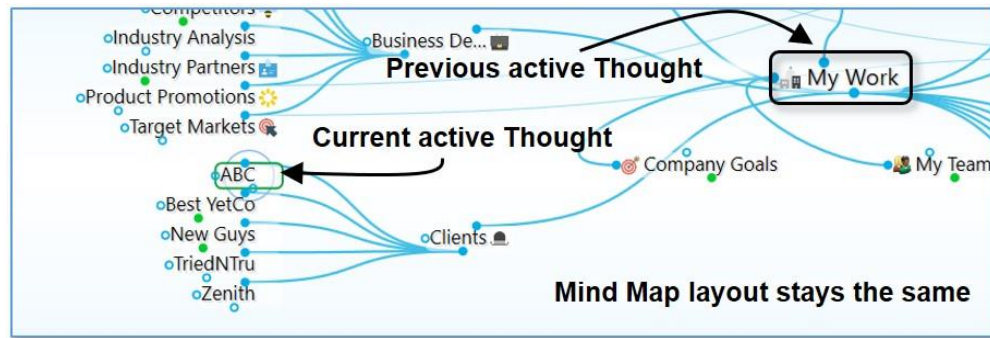 Competitors
Industry Analysis
Business De...
Industry Partners
Previous active Thought
My Work
Product Promotions
Target Markets
Current active Thought
Company Goals
My Team
ABC
Best YetCo
New Guys
Clients
TriedNTru
Zenith
Mind Map layout stays the same